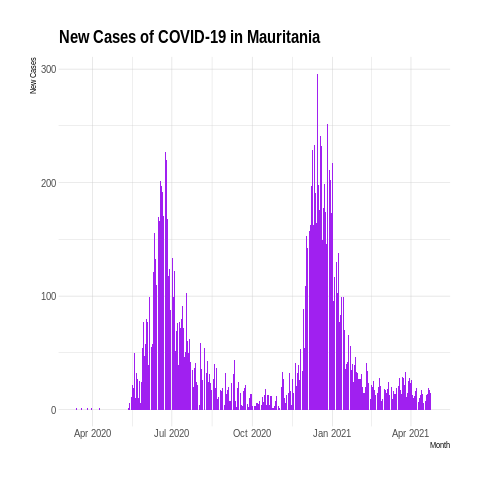 New Cases of COVID-19 in Mauritania
New Cases
300
200
100
0
Apr 2020
Jul 2020
Oct 2020
Jan 2021
Apr 2021
Month